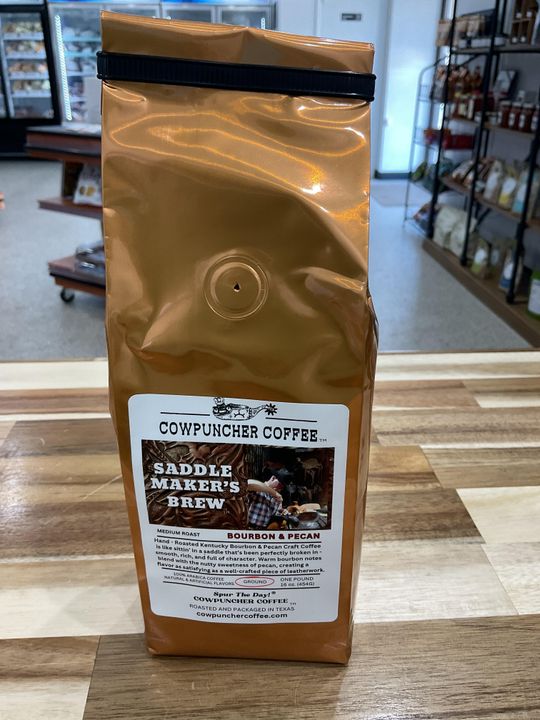 COWPUNCHER COFFEE™
SADDLE
MAKER'S
BREW
MEDIUM ROAST
BOURBON & PECAN
Hand - Roasted Kentucky Bourbon & Pecan Craft Coffee
is like sittin' in a saddle that's been perfectly broken in -
smooth, rich, and full of character. Warm bourbon notes
blend with the nutty sweetness of pecan, creating a
flavor as satisfying as a well-crafted piece of leatherwork.
100% ARABICA COFFEE
NATURAL & ARTIFICIAL FLAVORS
GROUND
ONE POUND
16 oz. (454G)
Spur The Day!®
COWPUNCHER COFFEE™
ROASTED AND PACKAGED IN TEXAS
cowpunchercoffee.com